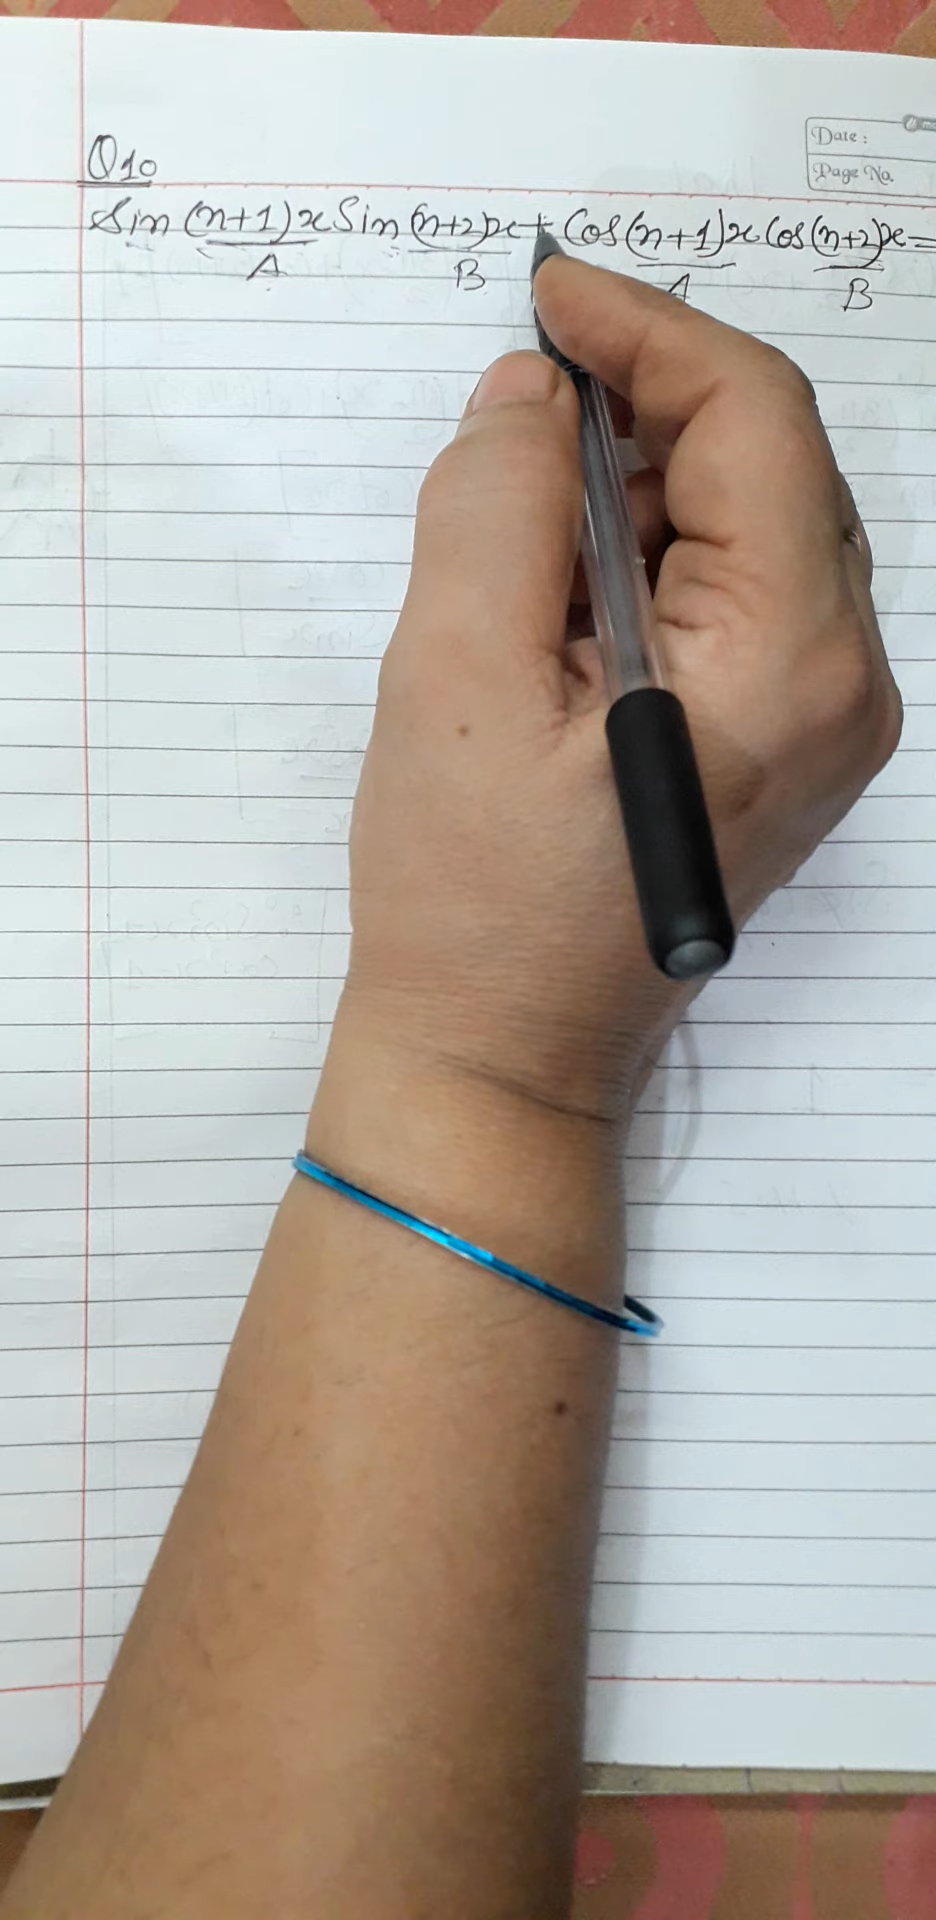 Date:
Page No.
Q10
Sin (n+1)x Sin (n+2)x + Cos(n+1)x Cos(n+2)x =
A B A B